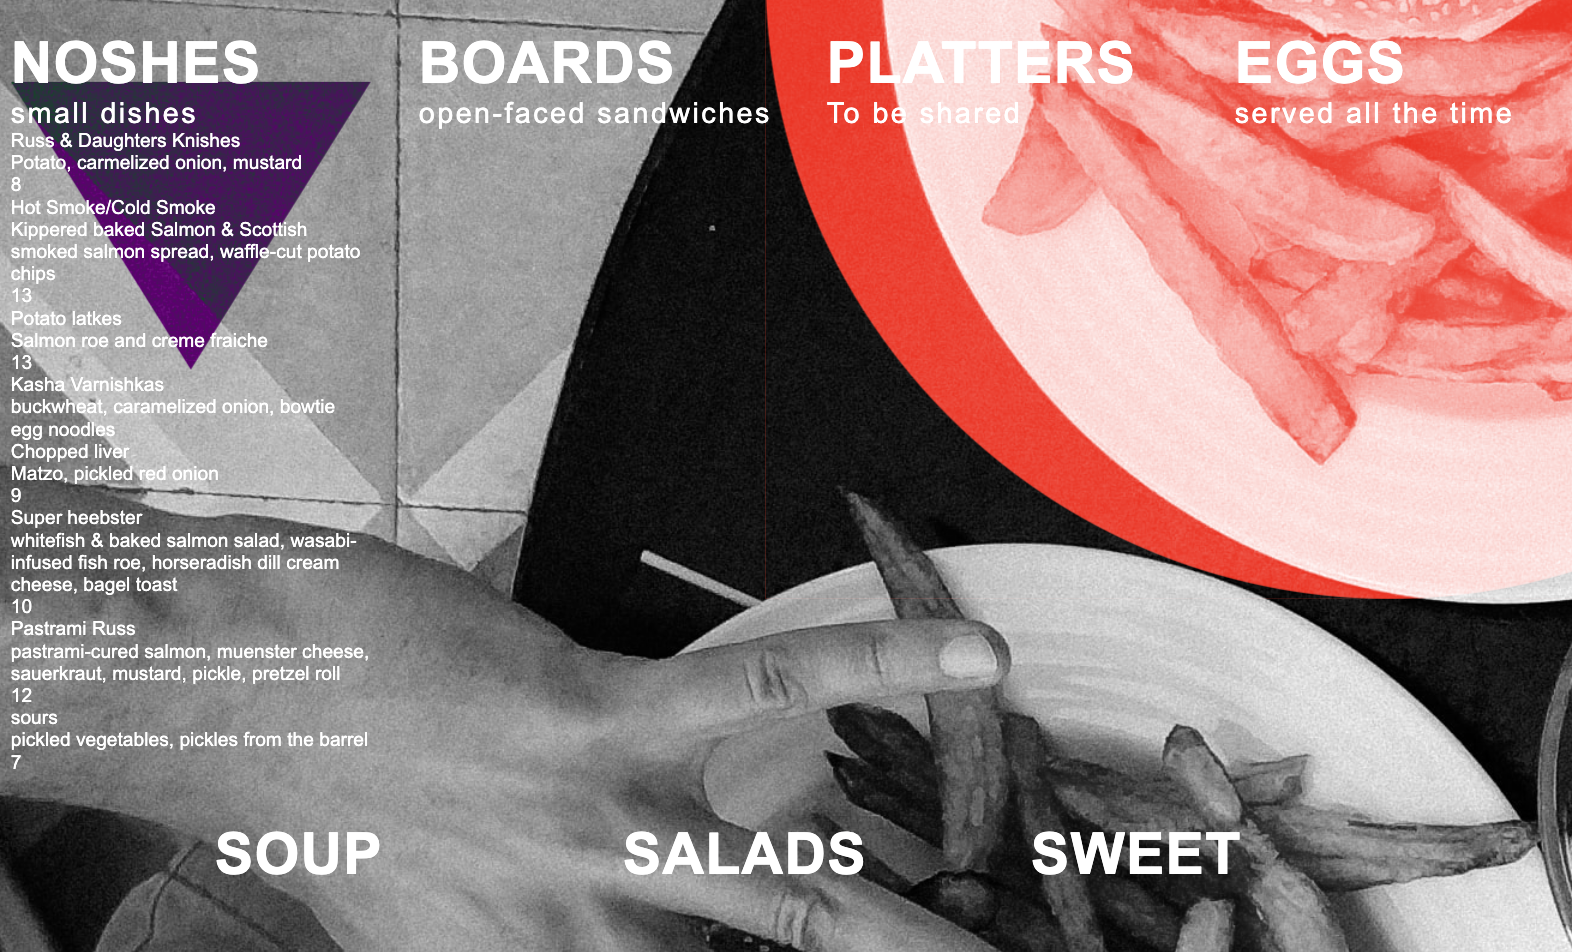 NOSHES
small dishes
Russ & Daughters Knishes
Potato, carmelized onion, mustard
8
Hot Smoke/Cold Smoke
Kippered baked Salmon & Scottish
smoked salmon spread, waffle-cut potato
chips
13
Potato latkes
Salmon roe and creme fraiche
13
Kasha Varnishkas
buckwheat, caramelized onion, bowtie
egg noodles
Chopped liver
Matzo, pickled red onion
9
Super heebster
whitefish & baked salmon salad, wasabi-
infused fish roe, horseradish dill cream
cheese, bagel toast
10
Pastrami Russ
pastrami-cured salmon, muenster cheese,
sauerkraut, mustard, pickle, pretzel roll
12
sours
pickled vegetables, pickles from the barrel
7
BOARDS
open-faced sandwiches
PLATTERS
To be shared
EGGS
served all the time
SOUP
SALADS
SWEET